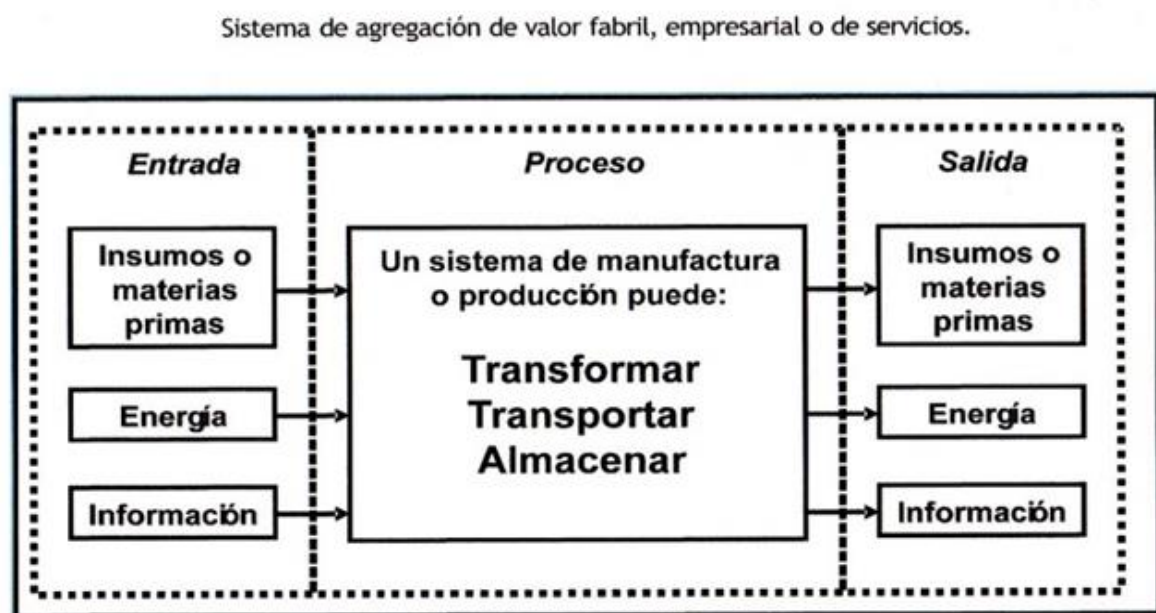 Sistema de agregación de valor fabril, empresarial o de servicios.
Entrada
Insumos o
materias
primas
Energía
Información
Proceso
Un sistema de manufactura
o producción puede:
Transformar
Transportar
Almacenar
Salida
Insumos o
materias
primas
Energía
Información